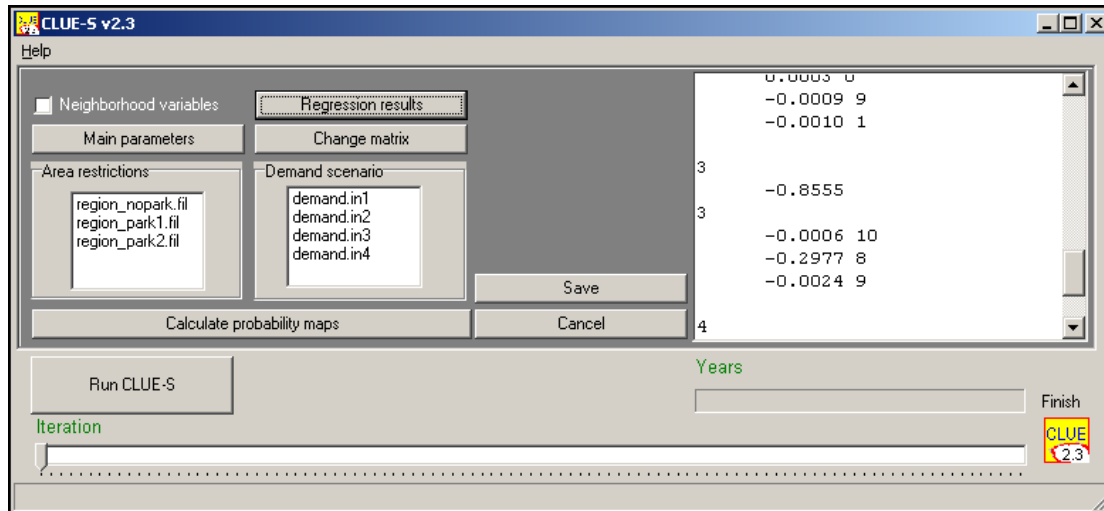 CLUE-S v2.3
Help
Neighborhood variables
Regression results
Main parameters
Change matrix
Area restrictions
region_nopark.fil
region_park1.fil
region_park2.fil
Demand scenario
demand.in1
demand.in2
demand.in3
demand.in4
Save
Calculate probability maps
Cancel
0.0003 0
-0.0009 9
-0.0010 1
3
-0.8555
3
-0.0006 10
-0.2977 8
-0.0024 9
4
Run CLUE-S
Years
Finish
Iteration
CLUE
2.3